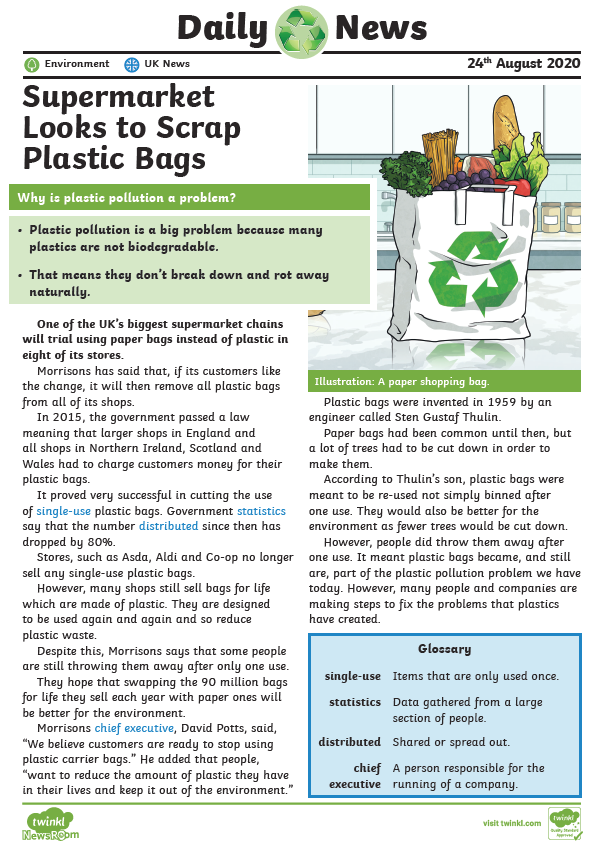 Daily News
Environment
UK News
24th August 2020
Supermarket
Looks to Scrap
Plastic Bags
Why is plastic pollution a problem?
• Plastic pollution is a big problem because many
plastics are not biodegradable.
• That means they don't break down and rot away
naturally.
One of the UK's biggest supermarket chains
will trial using paper bags instead of plastic in
eight of its stores.
Morrisons has said that, if its customers like
the change, it will then remove all plastic bags
from all of its shops.
In 2015, the government passed a law
meaning that larger shops in England and
all shops in Northern Ireland, Scotland and
Wales had to charge customers money for their
plastic bags.
It proved very successful in cutting the use
of single-use plastic bags. Government statistics
say that the number distributed since then has
dropped by 80%.
Stores, such as Asda, Aldi and Co-op no longer
sell any single-use plastic bags.
However, many shops still sell bags for life
which are made of plastic. They are designed
to be used again and again and so reduce
plastic waste.
Despite this, Morrisons says that some people
are still throwing them away after only one use.
They hope that swapping the 90 million bags
for life they sell each year with paper ones will
be better for the environment.
Morrisons chief executive, David Potts, said,
“We believe customers are ready to stop using
plastic carrier bags.” He added that people,
“want to reduce the amount of plastic they have
in their lives and keep it out of the environment.”
Illustration: A paper shopping bag.
Plastic bags were invented in 1959 by an
engineer called Sten Gustaf Thulin.
Paper bags had been common until then, but
a lot of trees had to be cut down in order to
make them.
According to Thulin's son, plastic bags were
meant to be re-used not simply binned after
one use. They would also be better for the
environment as fewer trees would be cut down.
However, people did throw them away after
one use. It meant plastic bags became, and still
are, part of the plastic pollution problem we have
today. However, many people and companies are
making steps to fix the problems that plastics
have created.
Glossary
single-use Items that are only used once.
statistics Data gathered from a large
section of people.
distributed Shared or spread out.
chief A person responsible for the
executive running of a company.
twinkl
NewsRoom
visit twinkl.com
twinkl
Quality Standard
Approved